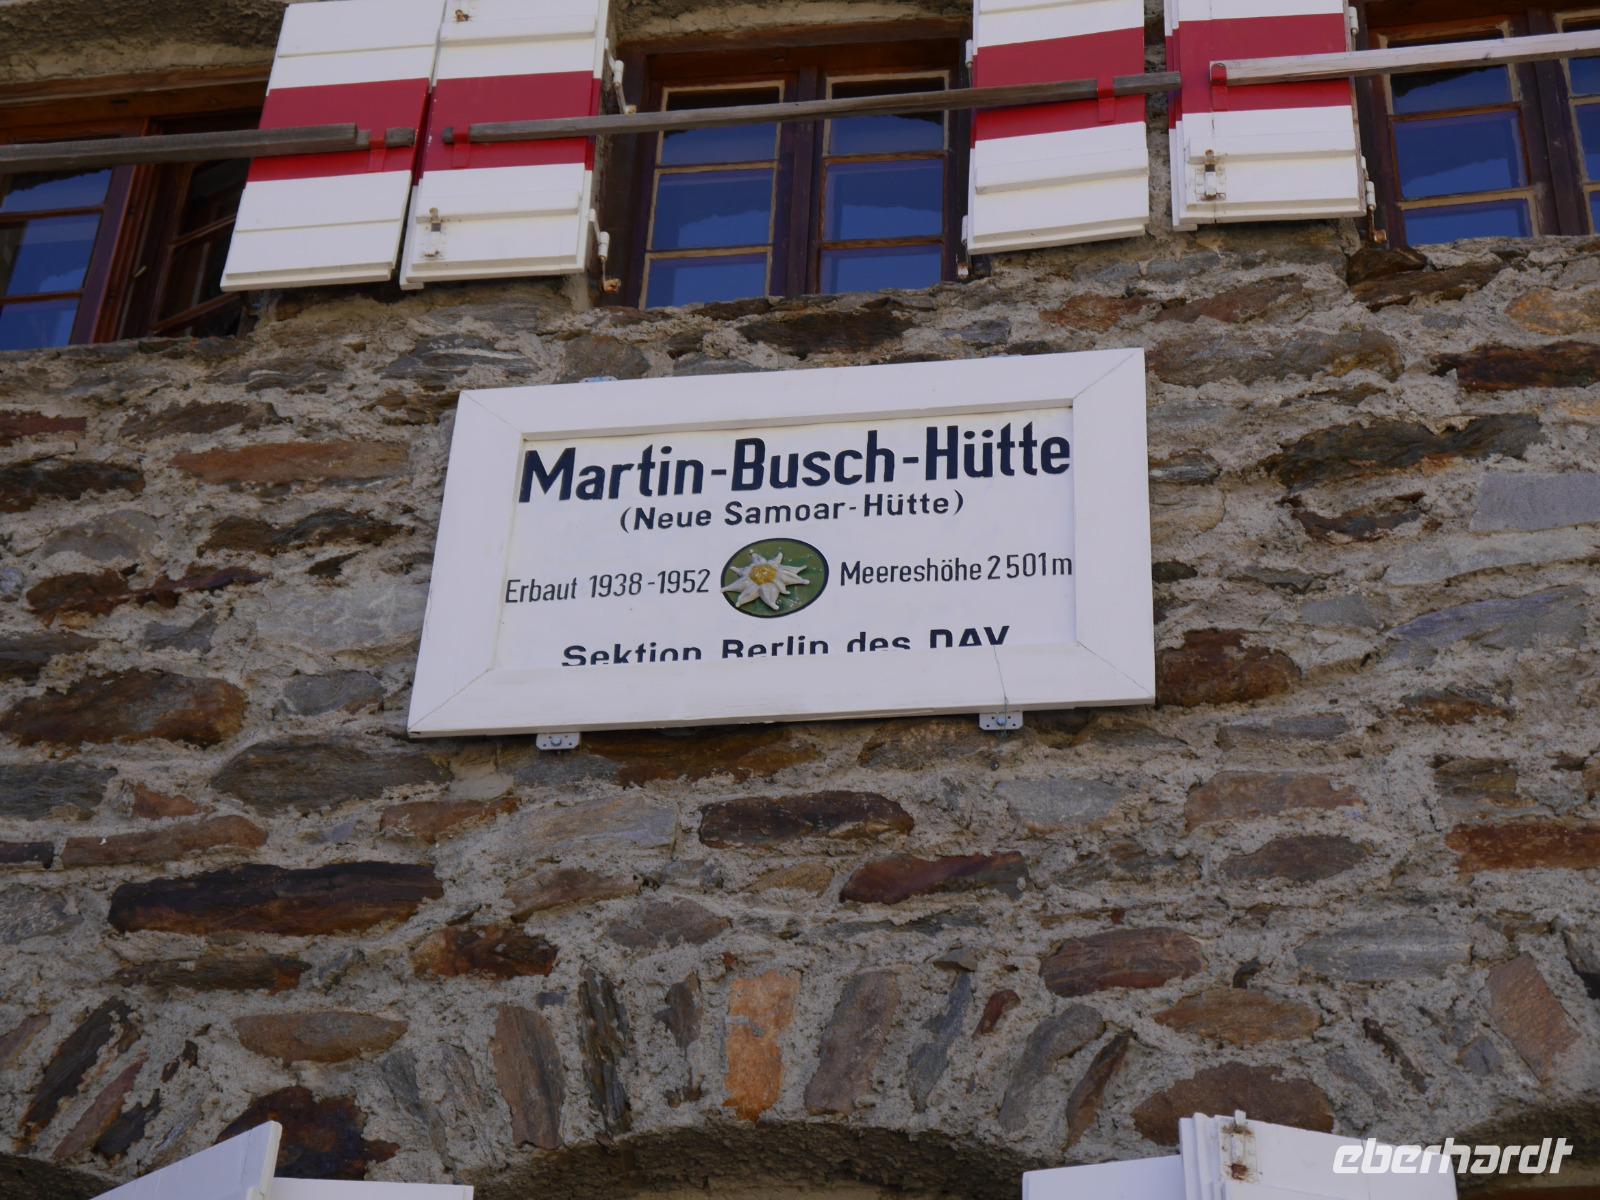 Martin-Busch-Hütte
(Neue Samoar-Hütte)
Erbaut 1938-1952 Meereshöhe 2501m
Sektion Berlin des DAV
eberhardt